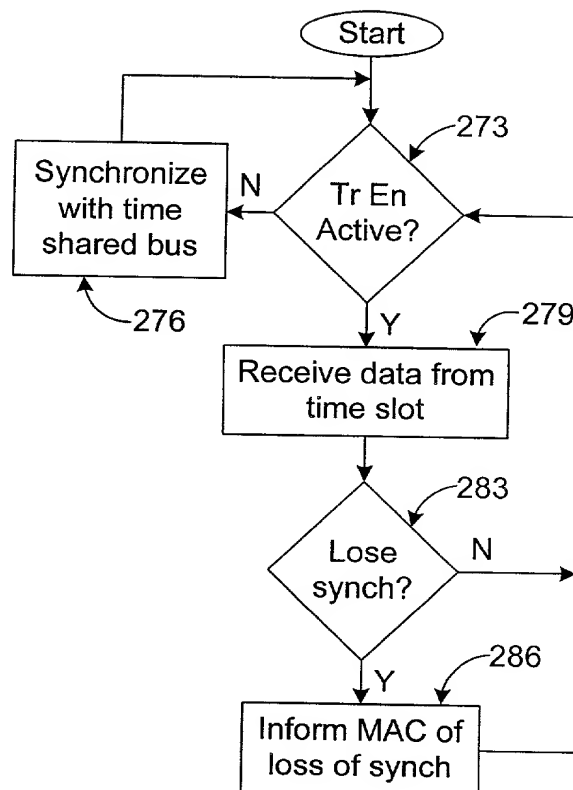 Start
273
Tr En
Active?
N
Synchronize
with time
shared bus
276
Y
279
Receive data from
time slot
283
Lose
synch?
N
Y
286
Inform MAC of
loss of synch